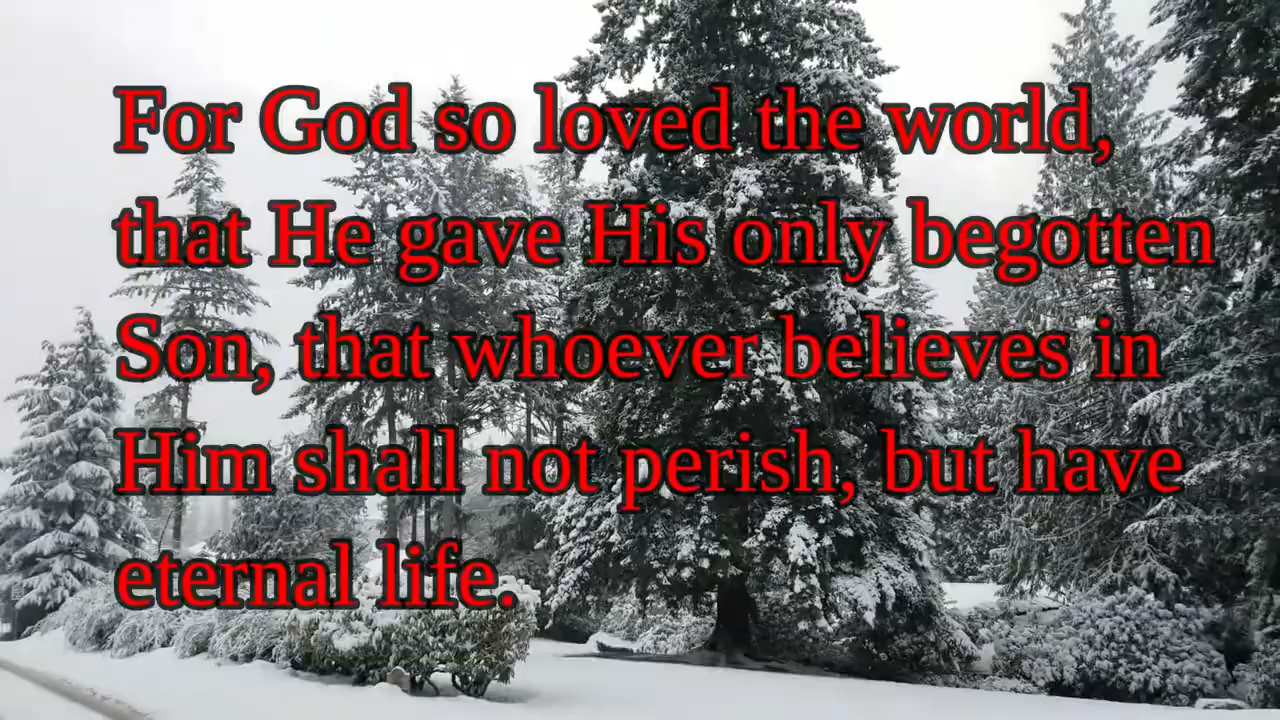 For God so loved the world,
that He gave His only begotten
Son, that whoever believes in
Him shall not perish, but have
eternal life.